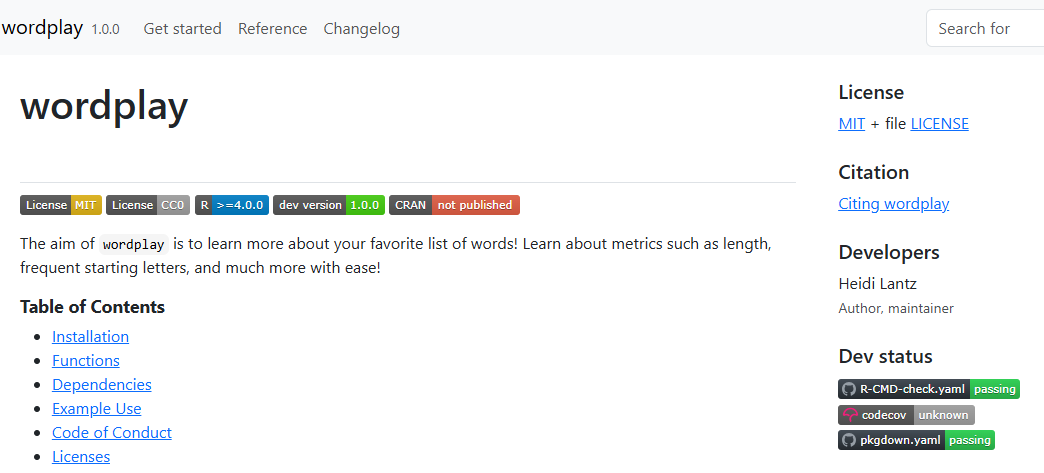 wordplay 1.0.0 Get started Reference Changelog Search for
wordplay
License MIT License CC0 R >=4.0.0 dev version 1.0.0 CRAN not published
The aim of wordplay is to learn more about your favorite list of words! Learn about metrics such as length,
frequent starting letters, and much more with ease!
Table of Contents
Installation
Functions
Dependencies
Example Use
Code of Conduct
Licenses
License
MIT + file LICENSE
Citation
Citing wordplay
Developers
Heidi Lantz
Author, maintainer
Dev status
R-CMD-check.yaml passing
codecov unknown
pkgdown.yaml passing